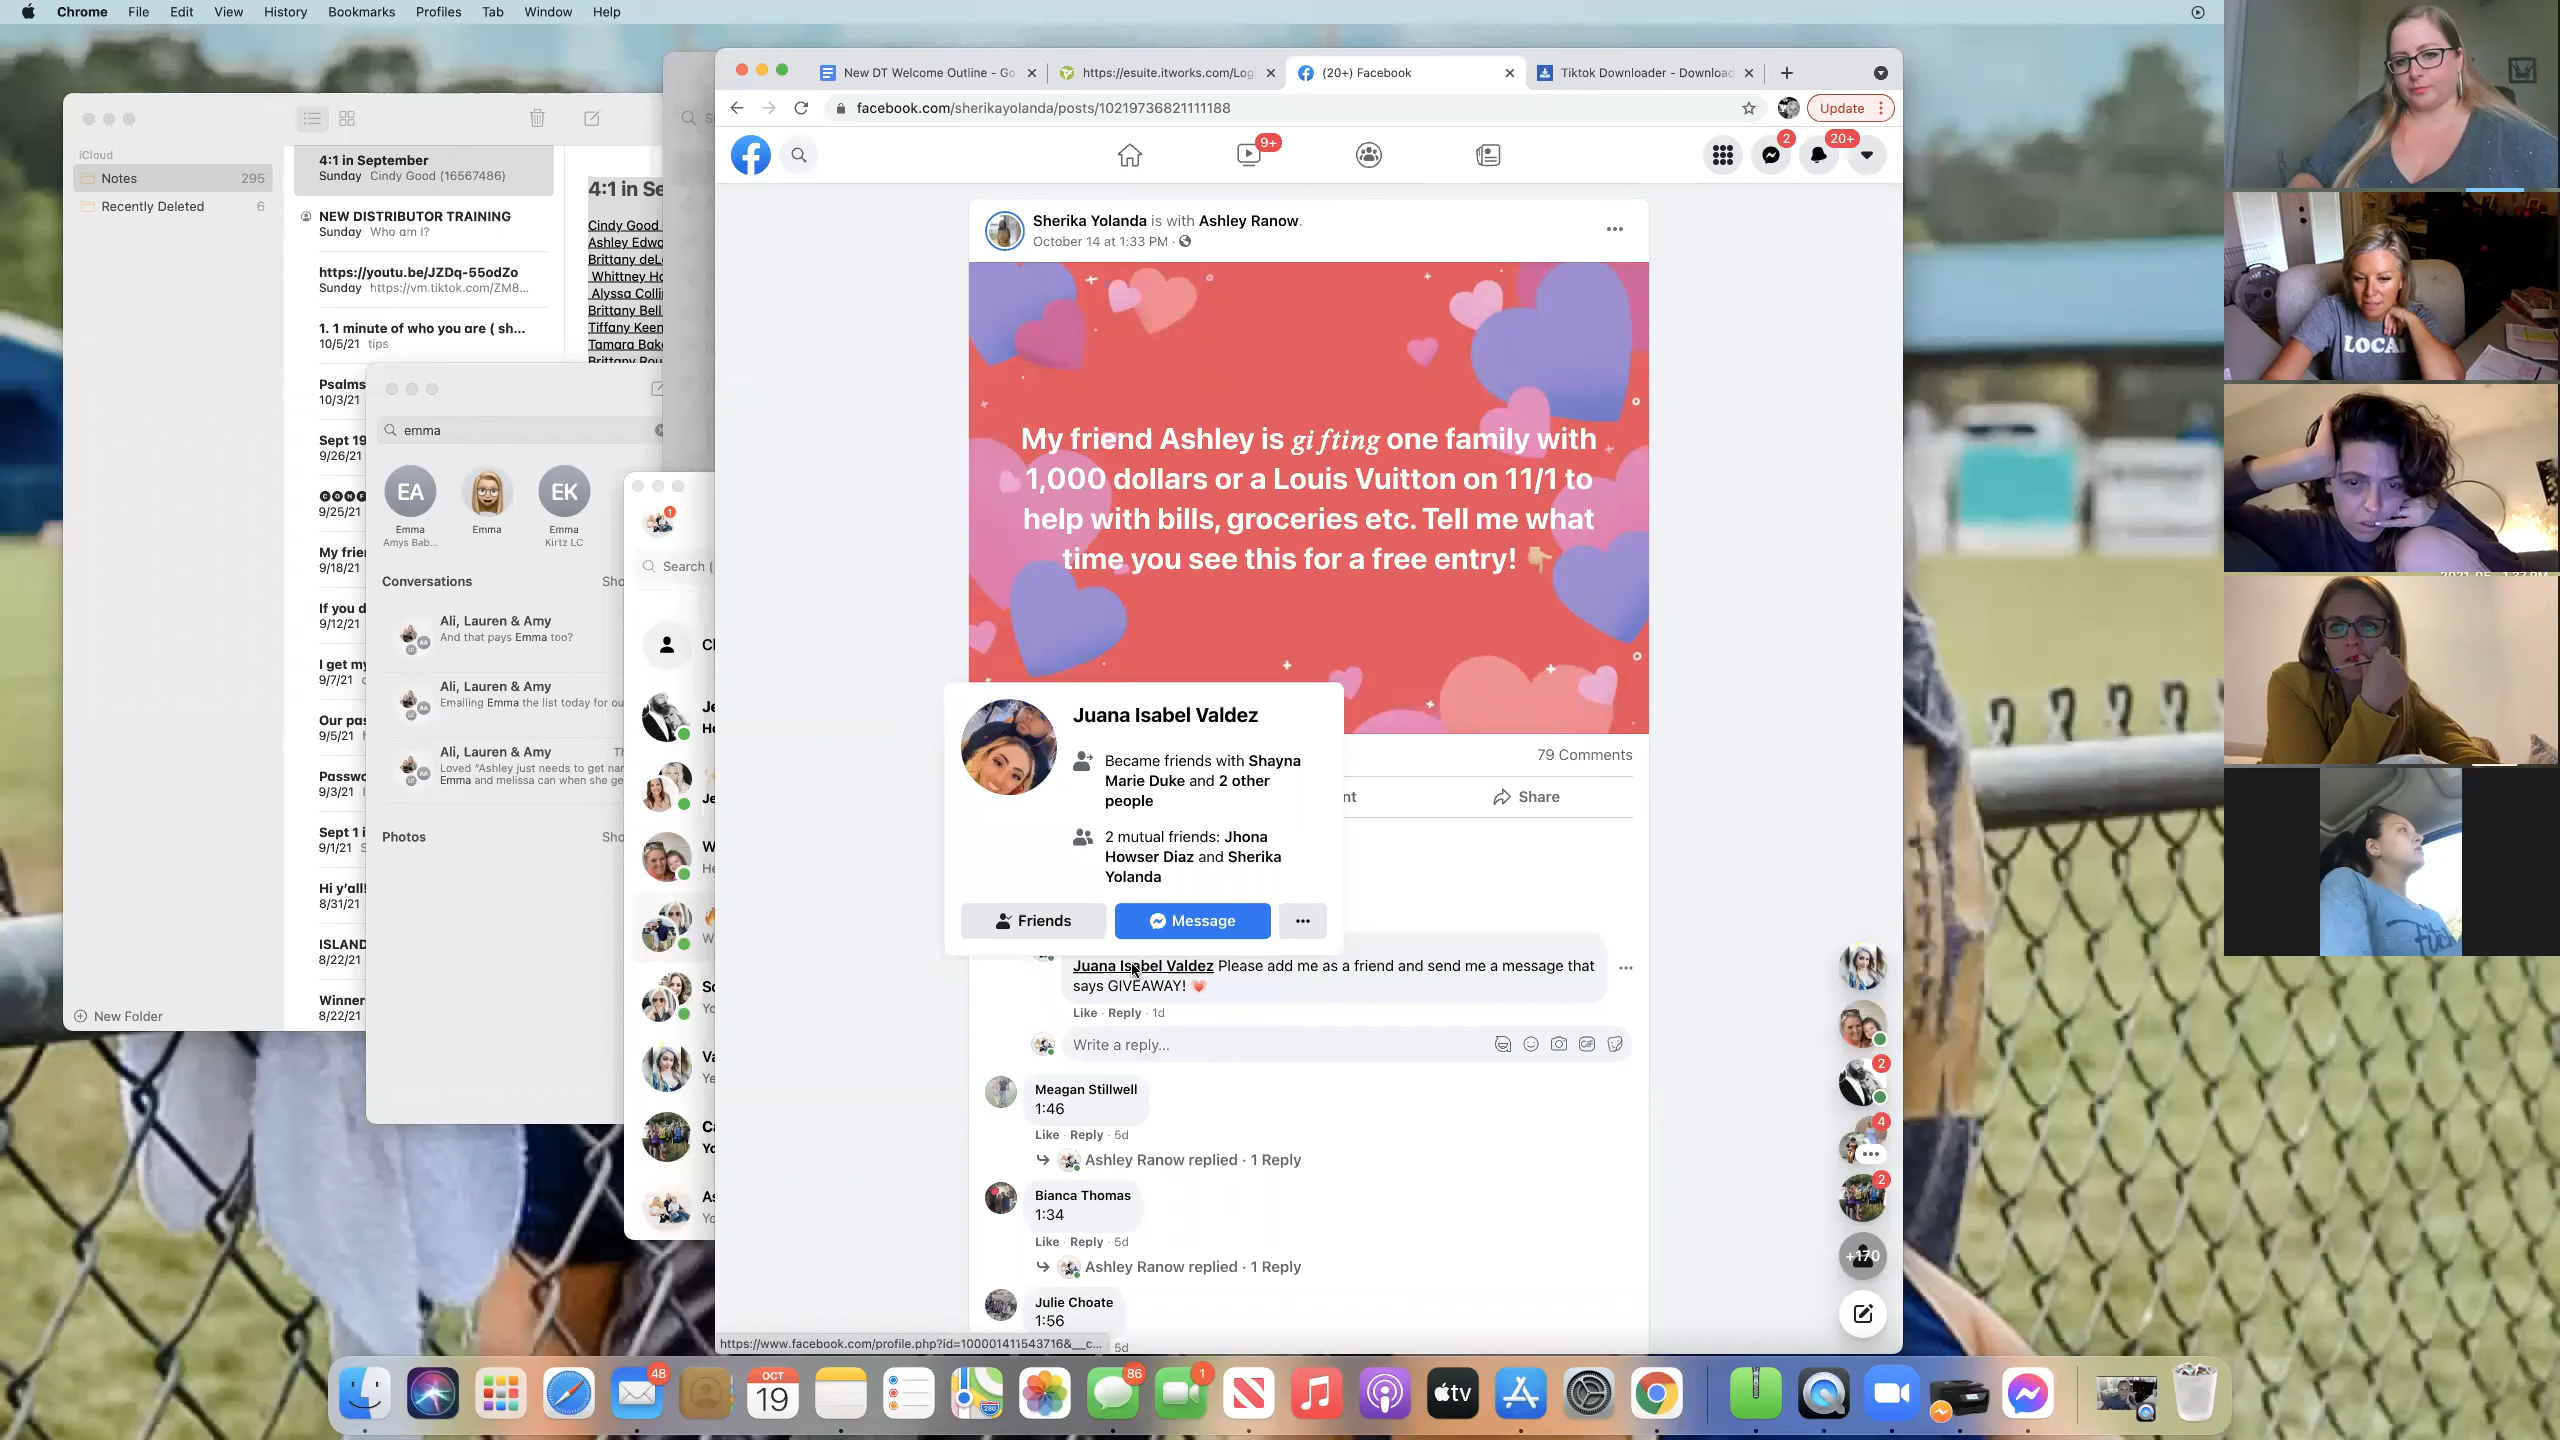 Chrome File Edit View History Bookmarks Profiles Tab Window Help
iCloud
Notes 295
Recently Deleted 6
New Folder
4:1 in September
Sunday Cindy Good (16567486)
NEW DISTRIBUTOR TRAINING
Sunday Who am I?
https://youtu.be/JZDq-55odZo
Sunday https://vm.tiktok.com/ZM8...
1. 1 minute of who you are ( sh...
10/5/21 tips
Psalms
10/3/21
Sept 19
9/26/21
9/25/21
My frie
9/18/21
If you d
9/12/21
I get my
9/7/21
Our pas
9/5/21
Passwo
9/3/21
Sept 1 i
9/1/21
Hi y'all!
8/31/21
ISLAND
8/22/21
Winner
8/22/21
4:1 in Se
Cindy Good
Ashley Edwa
Brittany deL
Whittney Ho
Alyssa Colli
Brittany Bell
Tiffany Keen
Tamara Bake
Brittany Rou
emma
EA
EK
Emma
Amys Bab...
Emma
Emma
Kirtz LC
Conversations Sho
Ali, Lauren & Amy
And that pays Emma too?
Ali, Lauren & Amy
Emailing Emma the list today for ou
Ali, Lauren & Amy Th
Loved "Ashley just needs to get nar
Emma and melissa can when she ge
Photos Sho
1
Search (
New DT Welcome Outline - Go
https://esuite.itworks.com/Log
(20+) Facebook
Tiktok Downloader - Downloac
facebook.com/sherikayolanda/posts/10219736821111188
Update
9+
2
20+
Sherika Yolanda is with Ashley Ranow.
October 14 at 1:33 PM ·
My friend Ashley is gifting one family with
1,000 dollars or a Louis Vuitton on 11/1 to
help with bills, groceries etc. Tell me what
time you see this for a free entry! 👇🏼
79 Comments
nt
Share
Juana Isabel Valdez
Became friends with Shayna
Marie Duke and 2 other
people
2 mutual friends: Jhona
Howser Diaz and Sherika
Yolanda
Friends
Message
Juana Isabel Valdez Please add me as a friend and send me a message that
says GIVEAWAY! 💗
Like · Reply · 1d
Write a reply...
GIF
Meagan Stillwell
1:46
Like · Reply · 5d
Ashley Ranow replied · 1 Reply
Bianca Thomas
1:34
Like · Reply · 5d
Ashley Ranow replied · 1 Reply
Julie Choate
1:56
5d
https://www.facebook.com/profile.php?id=100001411543716&__c...
2
4
2
+170
LOCA
48
OCT
19
280
86
1
tv